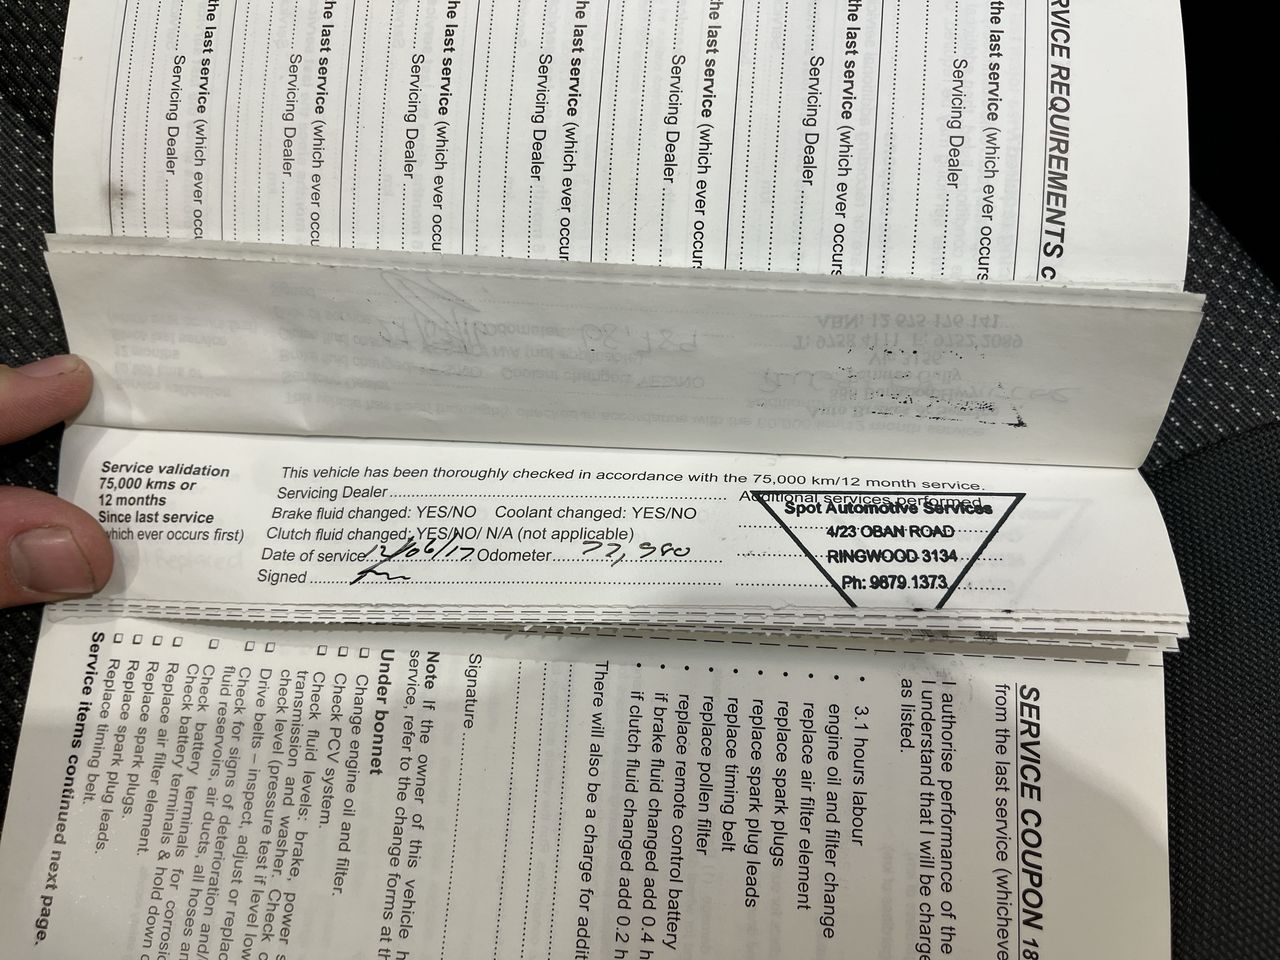 SERVICE REQUIREMENTS
the last service (which ever occurs
Servicing Dealer
the last service (which ever occurs
Servicing Dealer
the last service (which ever occurs
Servicing Dealer
the last service (which ever occur
Servicing Dealer
the last service (which ever occur
Servicing Dealer
the last service (which ever occu
Servicing Dealer
the last service (which ever occu
Servicing Dealer
Service validation
75,000 kms or
12 months
Since last service
(which ever occurs first)
This vehicle has been thoroughly checked in accordance with the 75,000 km/12 month service.
Servicing Dealer
Additional services performed
Brake fluid changed: YES/NO Coolant changed: YES/NO
Clutch fluid changed: YES/NO/ N/A (not applicable)
Date of service 12/06/17 Odometer 77,980
Signed
Spot Automotive Services
4/23 OBAN ROAD
RINGWOOD 3134
Ph: 9879.1373
SERVICE COUPON 18
from the last service (whicheve
I authorise performance of the
I understand that I will be charge
as listed.
• 3.1 hours labour
• engine oil and filter change
• replace air filter element
• replace spark plugs
• replace spark plug leads
• replace timing belt
• replace pollen filter
• replace remote control battery
• if brake fluid changed add 0.4 h
• if clutch fluid changed add 0.2 h
There will also be a charge for addit
Signature
Note If the owner of this vehicle h
service, refer to the change forms at th
Under bonnet
❑ Change engine oil and filter.
❑ Check PCV system.
❑ Check fluid levels: brake, power s
transmission and washer. Check c
check level (pressure test if level low
❑ Drive belts – inspect, adjust or replac
❑ Check for signs of deterioration and/
fluid reservoirs, air ducts, all hoses an
❑ Check battery terminals for corrosio
Check battery terminals & hold down c
❑ Replace air filter element.
❑ Replace spark plugs.
❑ Replace spark plug leads.
❑ Replace timing belt.
Service items continued next page.